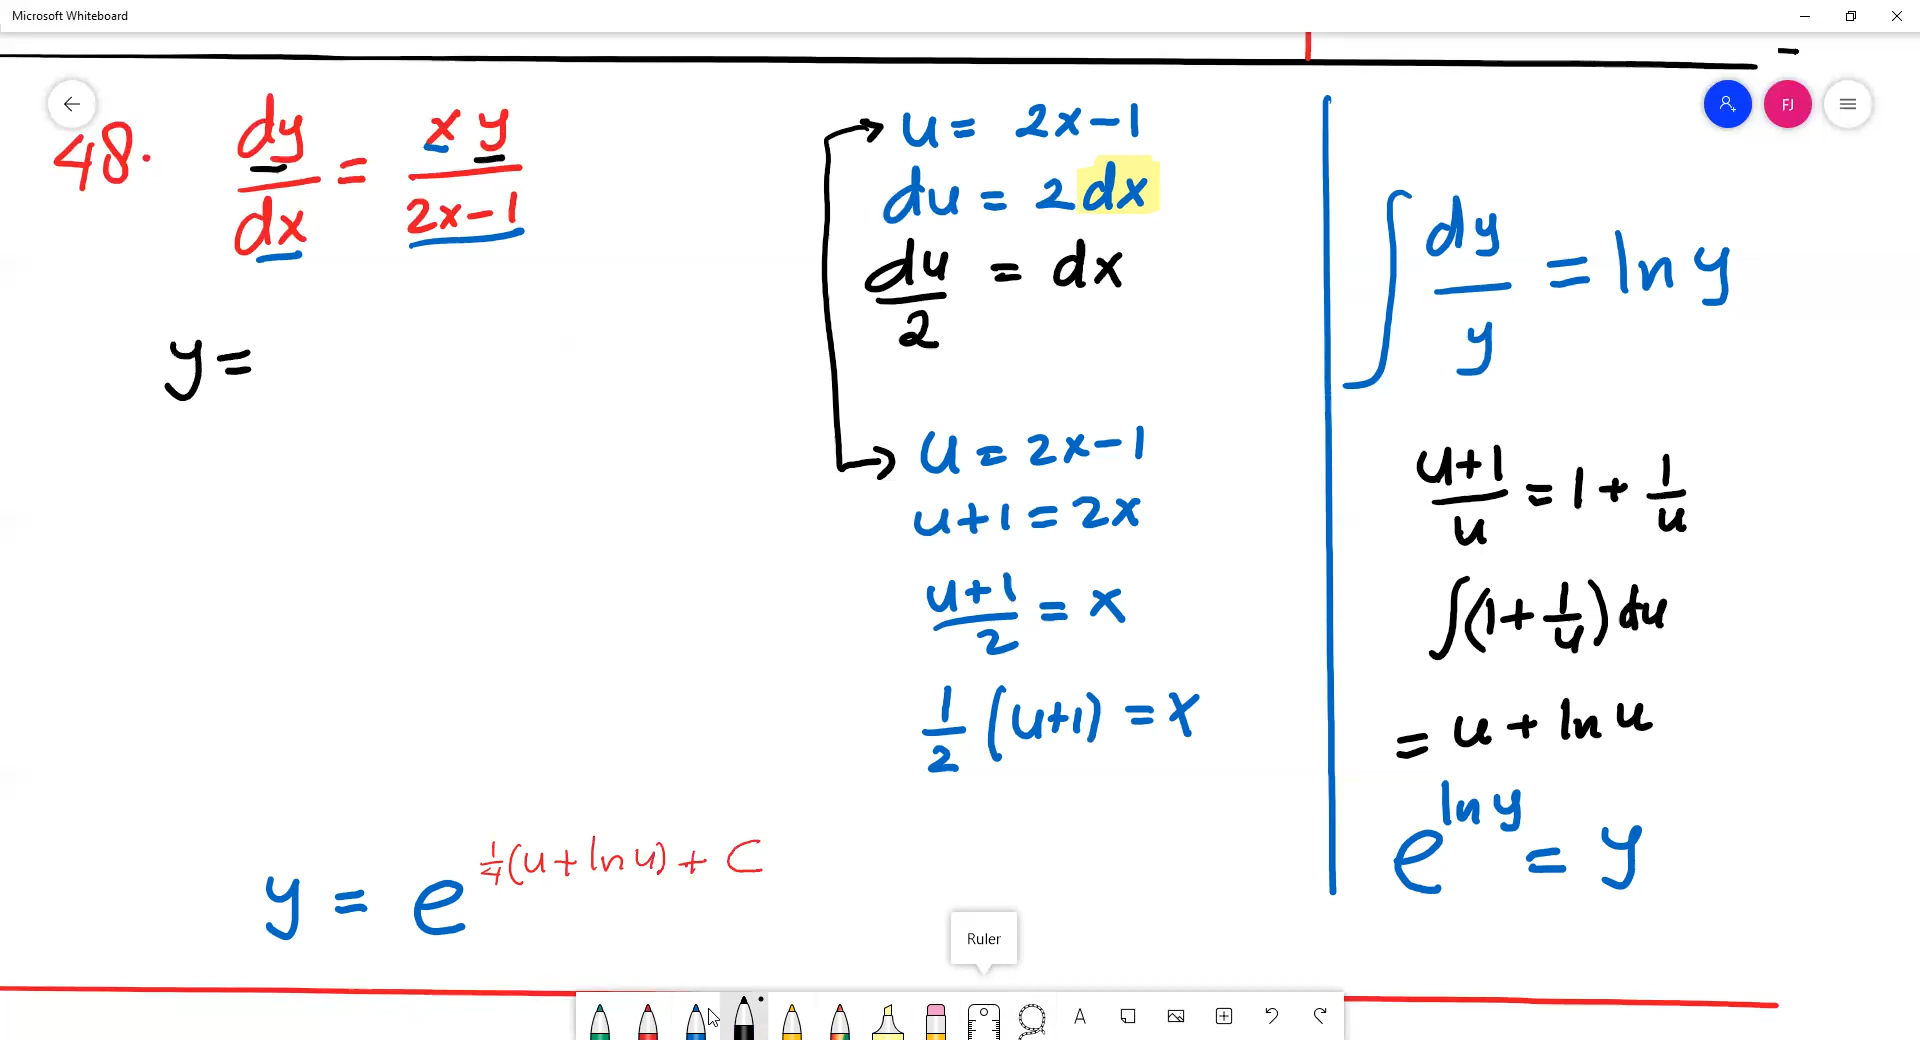 Microsoft Whiteboard
FJ
48. dy/dx = xy/2x-1
y =
y = e^1/4(u + ln u) + C
u = 2x-1
du = 2dx
du/2 = dx
u = 2x-1
u+1 = 2x
u+1/2 = x
1/2 (u+1) = x
∫ dy/y = ln y
u+1/u = 1 + 1/u
∫(1 + 1/u) du
= u + ln u
e^ln y = y
Ruler
A